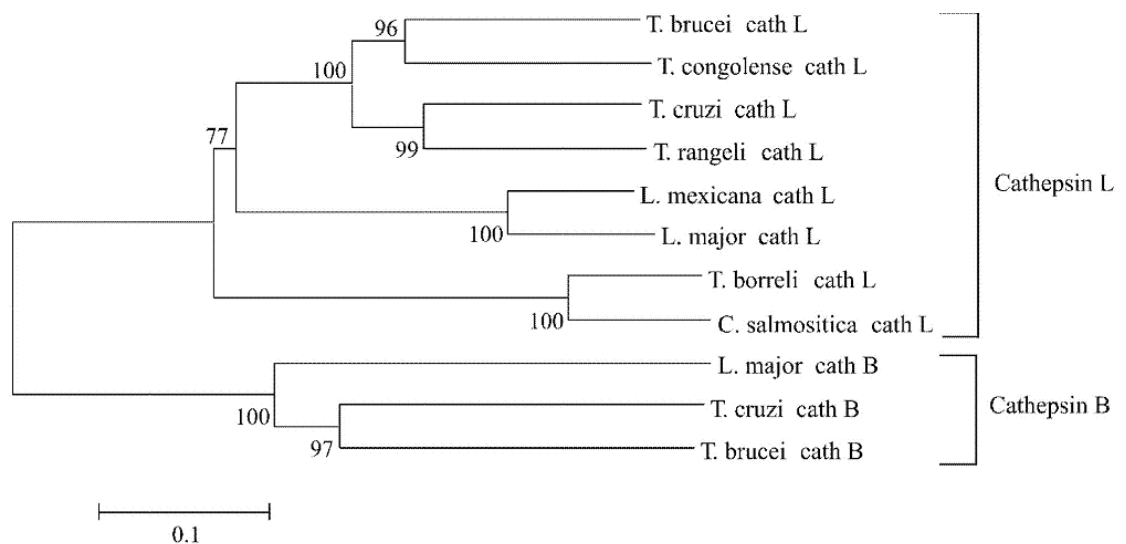 T. brucei cath L
96
T. congolense cath L
100
T. cruzi cath L
77
99
T. rangeli cath L
L. mexicana cath L
Cathepsin L
100
L. major cath L
T. borreli cath L
100
C. salmositica cath L
L. major cath B
100
T. cruzi cath B
Cathepsin B
97
T. brucei cath B
0.1